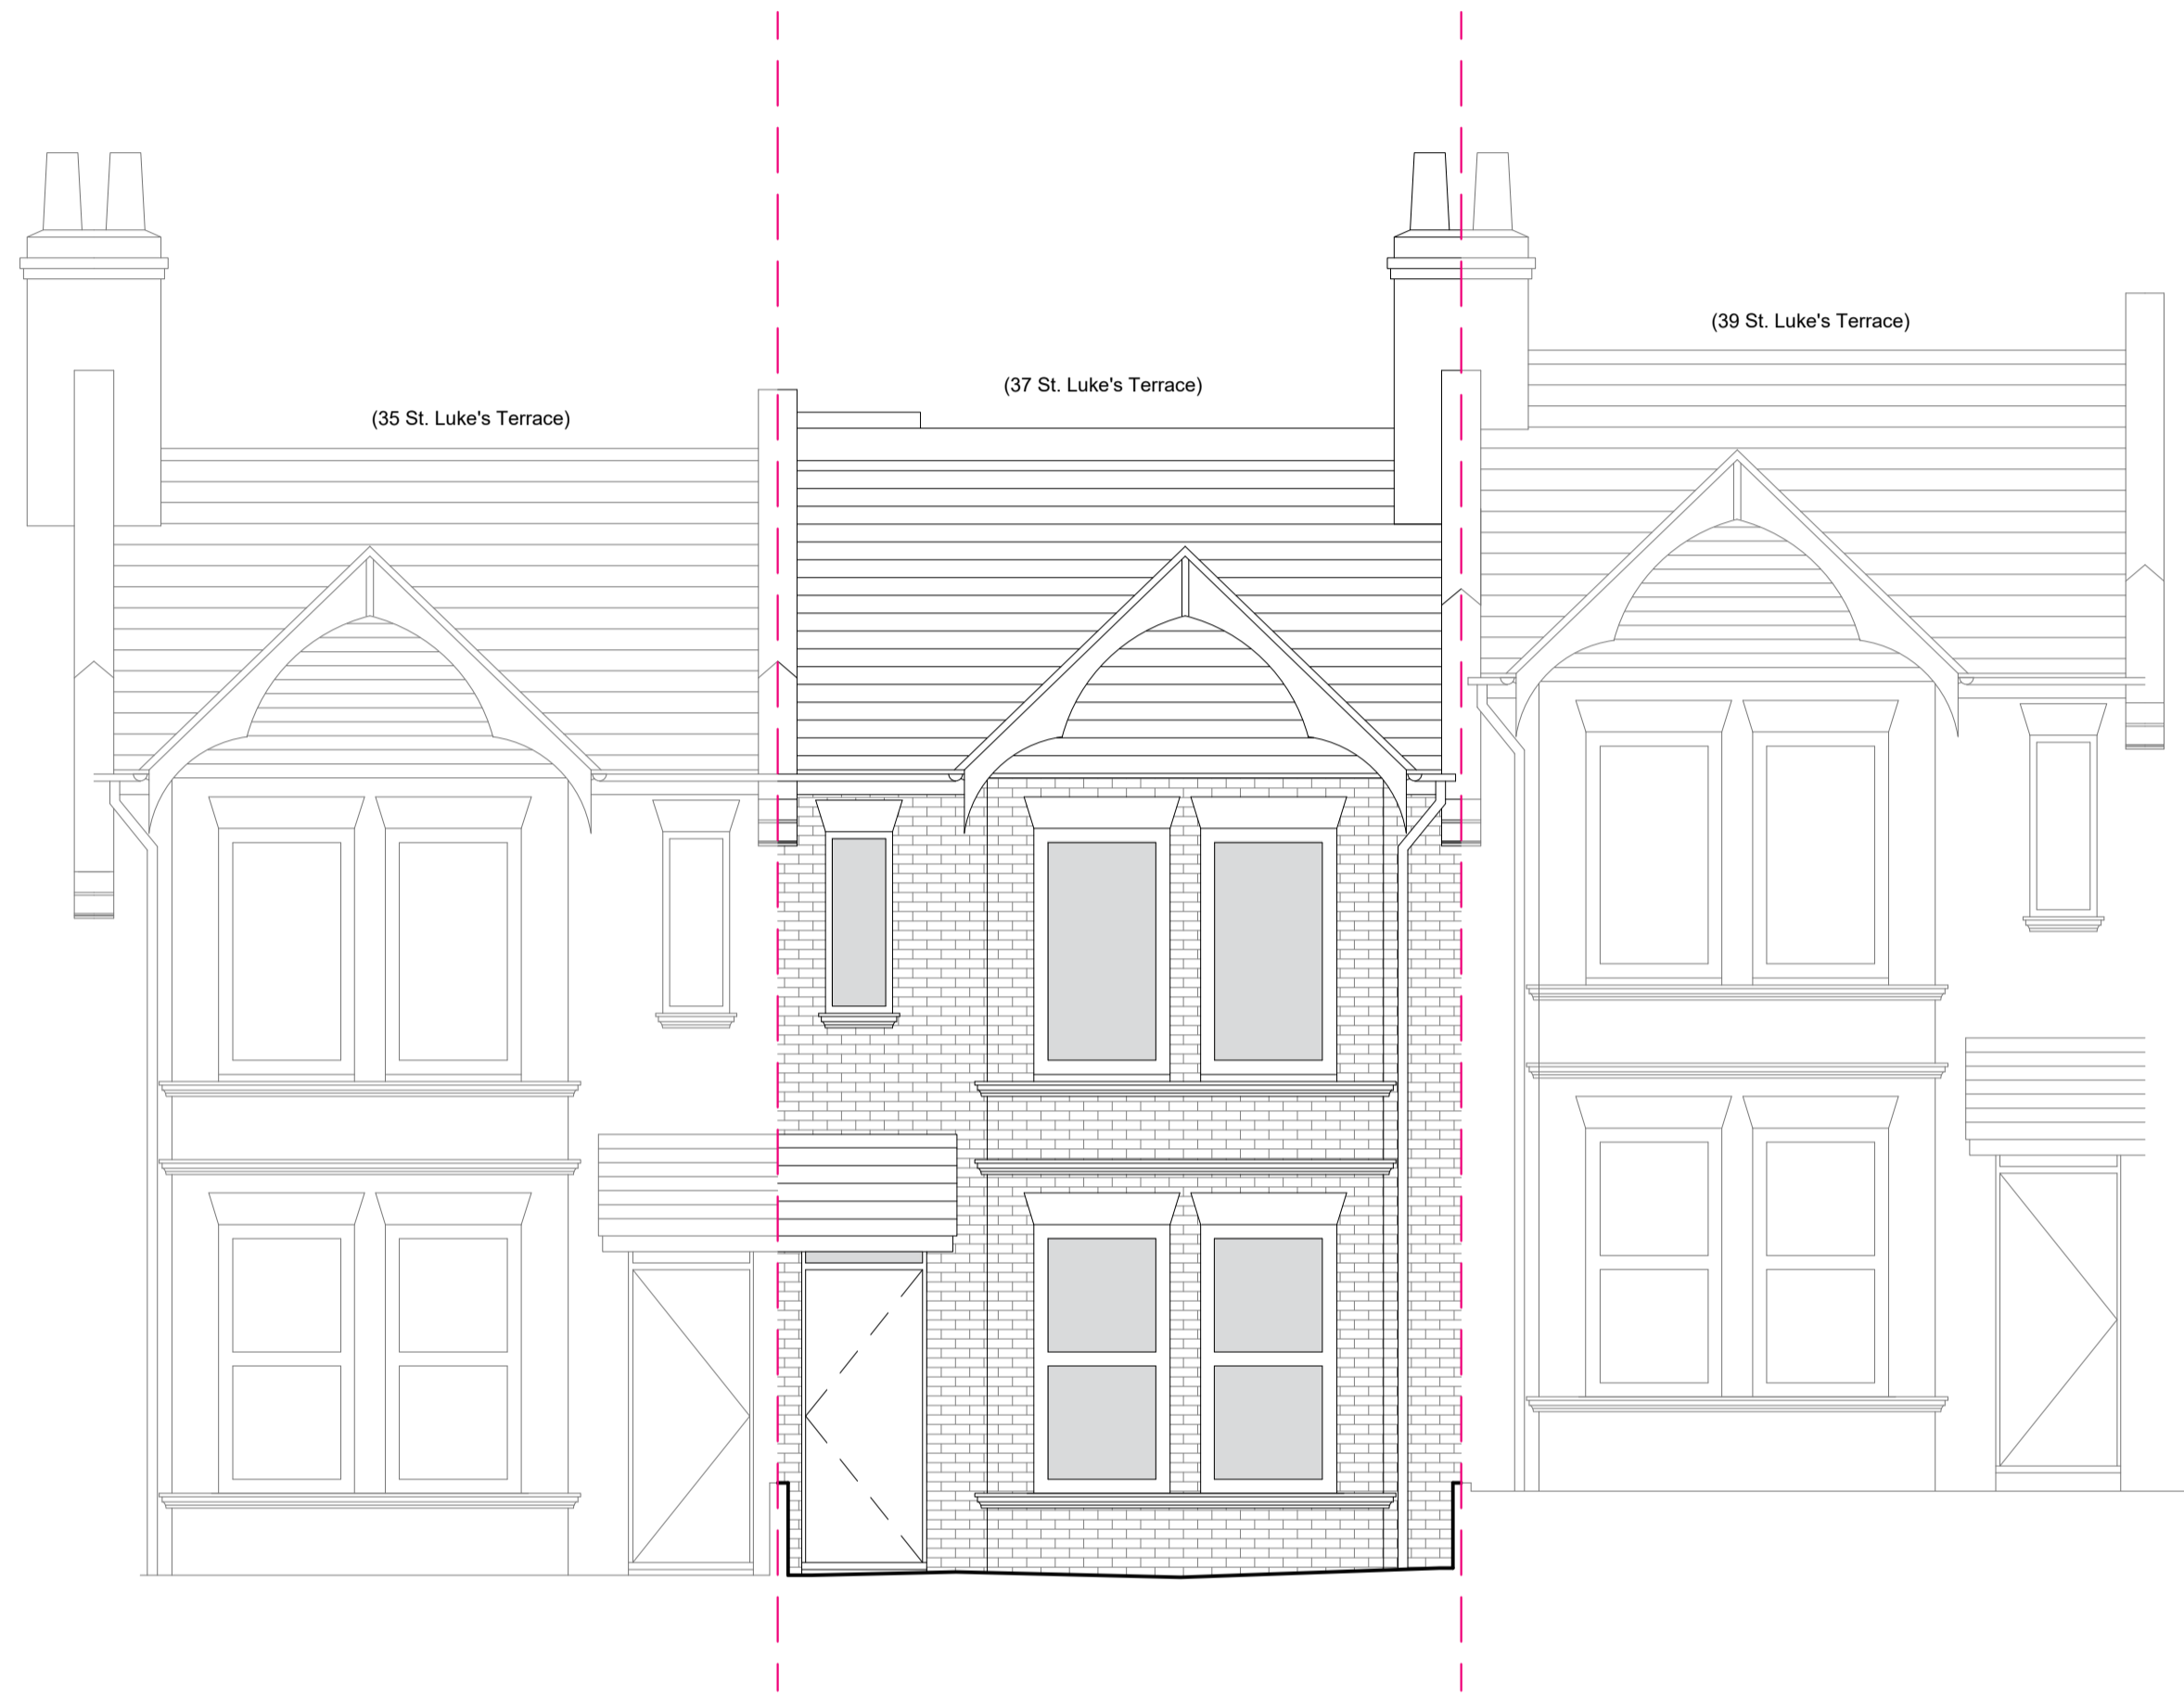 (35 St. Luke's Terrace)
(37 St. Luke's Terrace)
(39 St. Luke's Terrace)